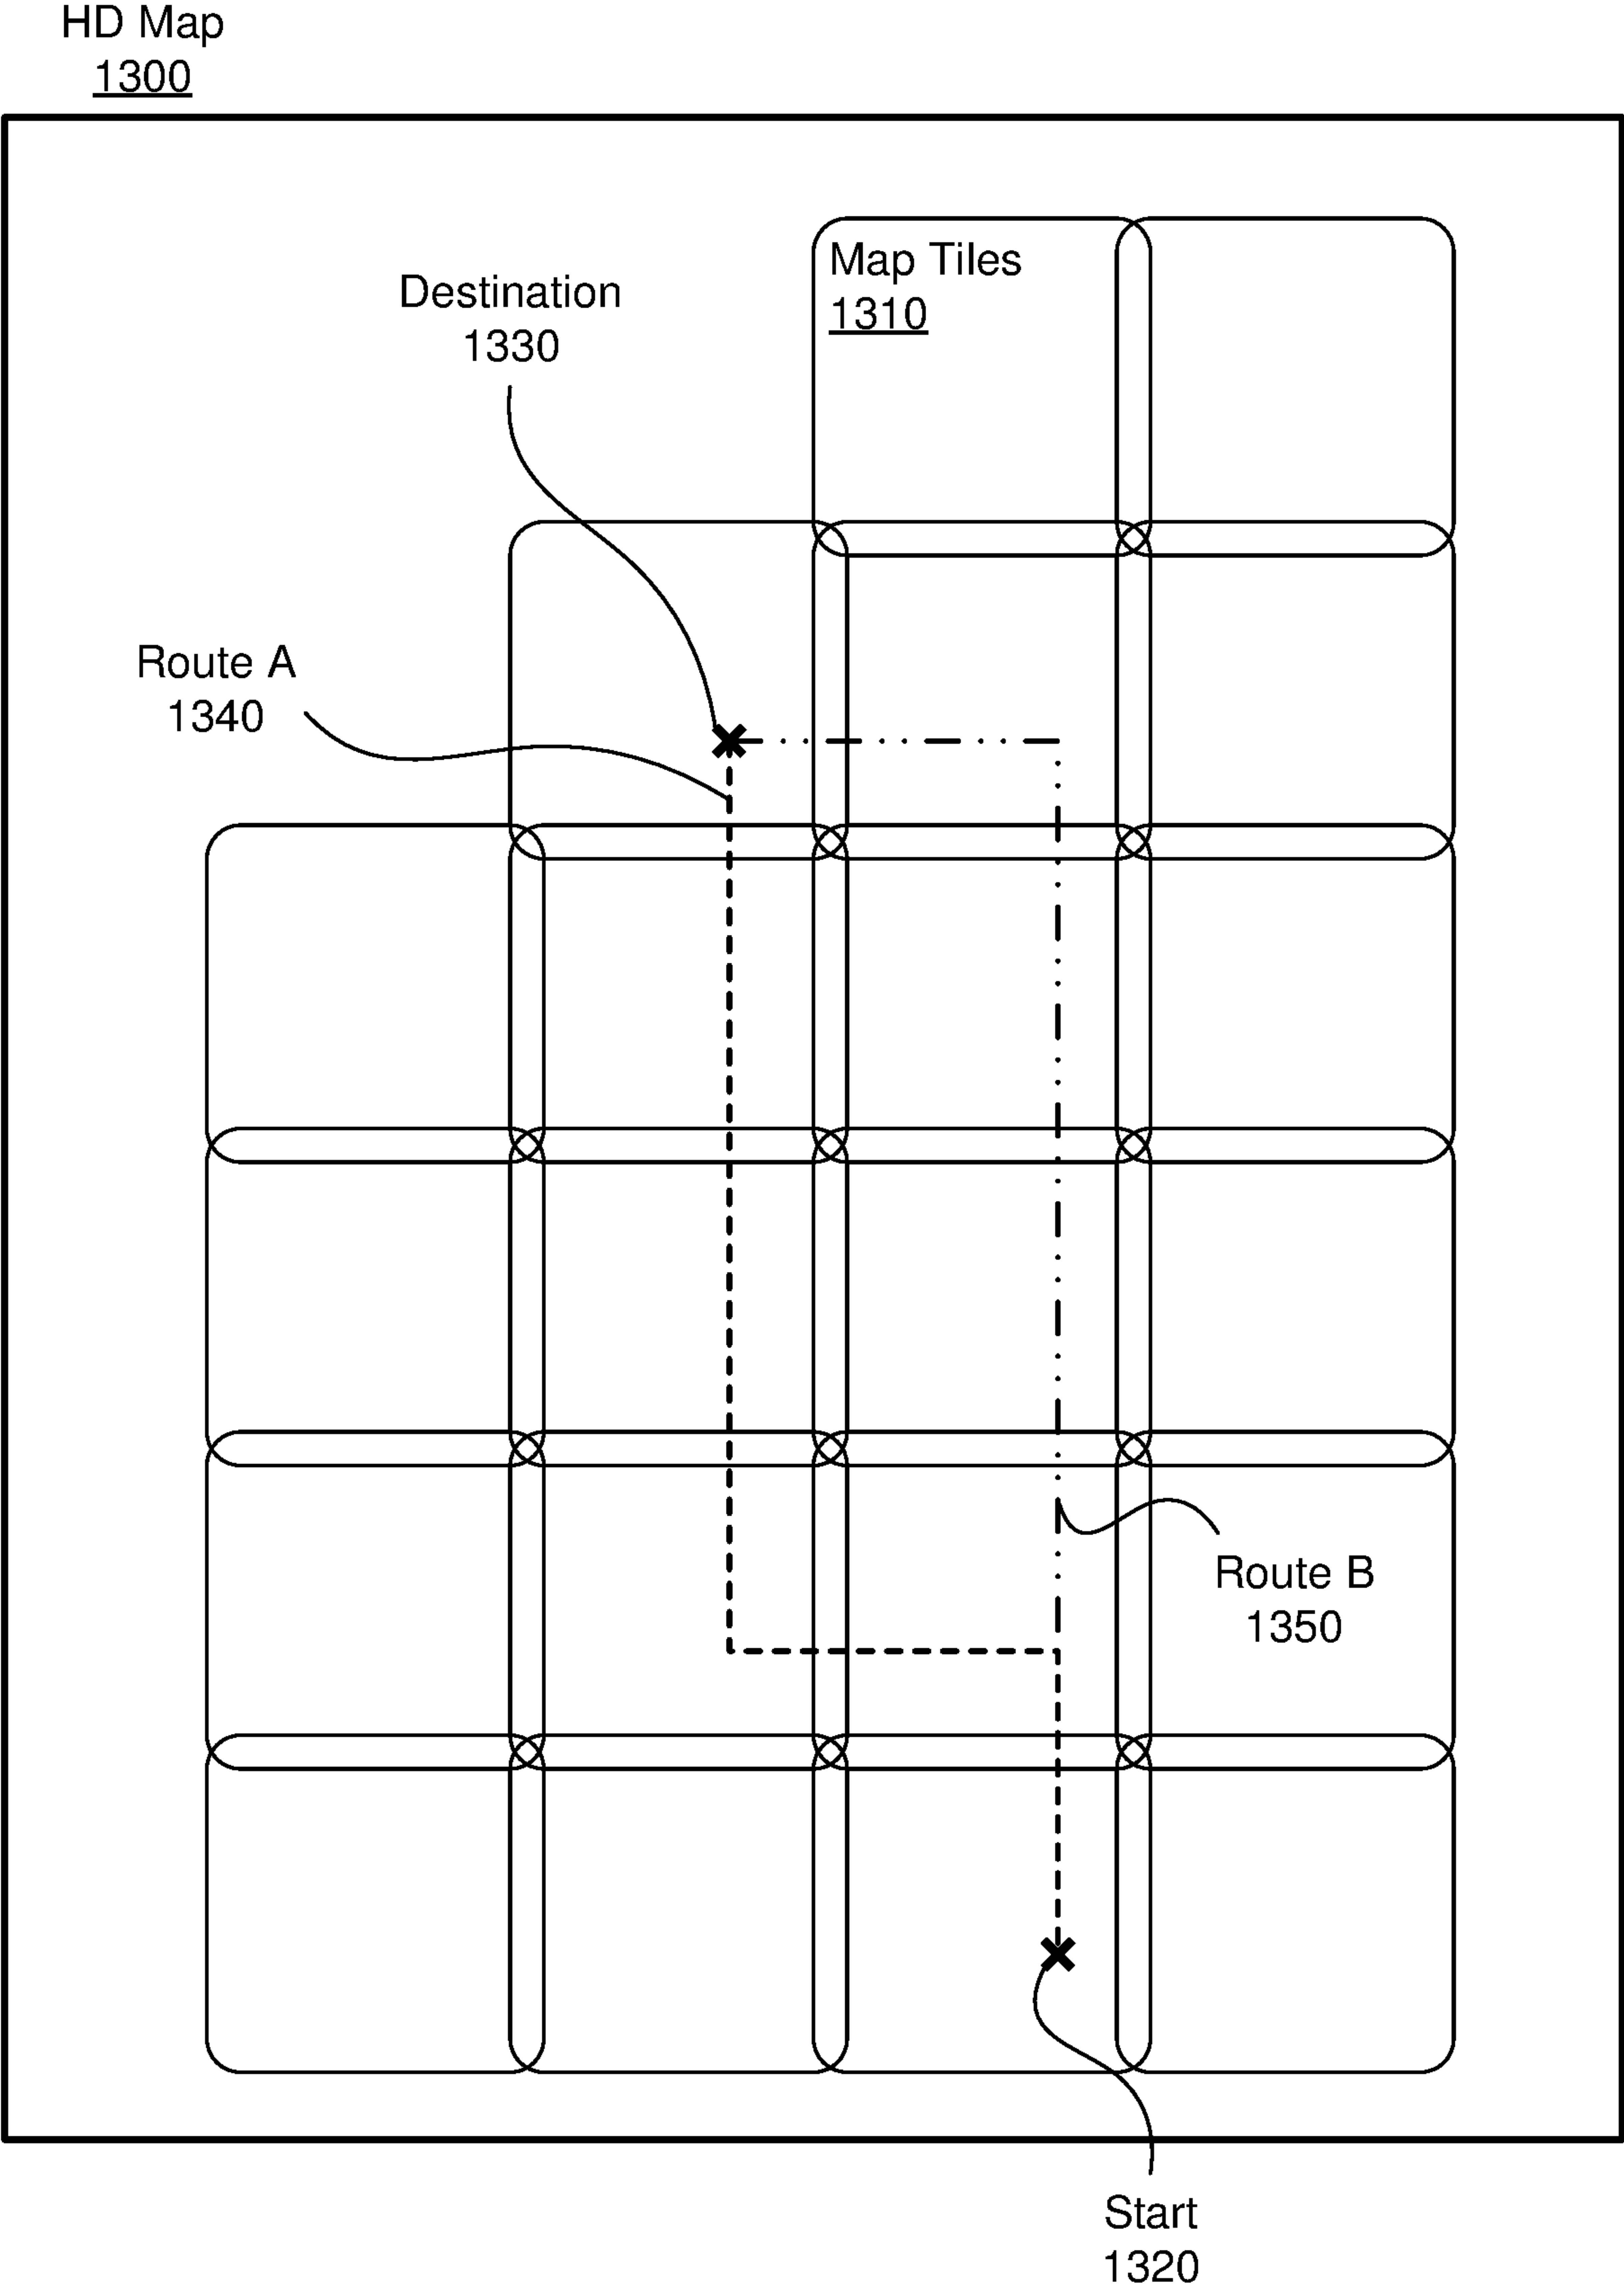 HD Map
1300
Map Tiles
1310
Destination
1330
Route A
1340
Route B
1350
Start
1320